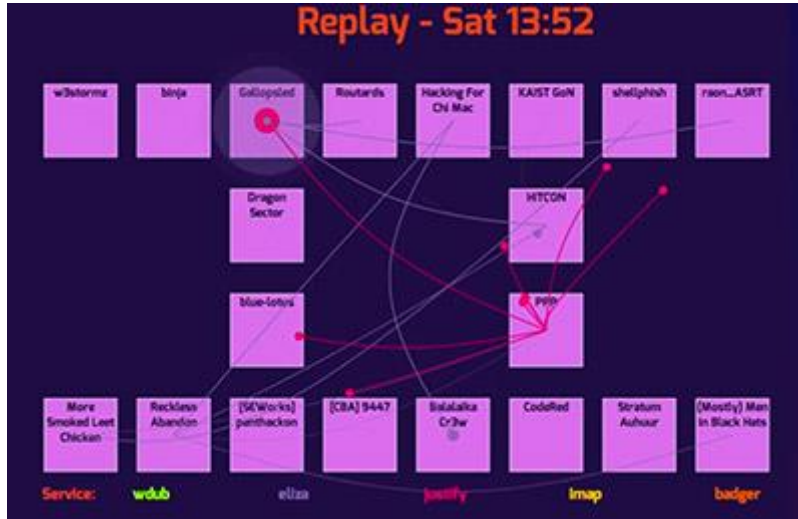 Replay - Sat 13:52
w3stormz
binja
Gallopsled
Routards
Hacking For
Chi Mac
KAIST GoN
shellphish
raon_ASRT
Dragon
Sector
HITCON
blue-lotus
PPP
More
Smoked Leet
Chicken
Reckless
Abandon
[SEWorks]
penthackon
[CBA] 9447
Balalaika
Cr3w
CodeRed
Stratum
Auhuur
(Mostly) Men
In Black Hats
Service:
wdub
eliza
justify
imap
badger